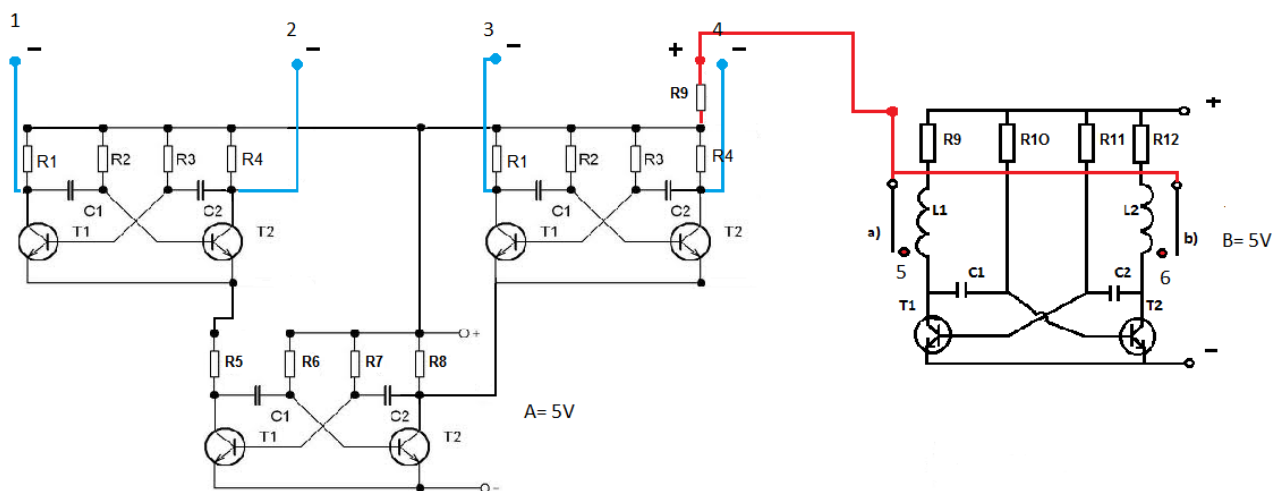 1
2
3
4
− − − + −
R9
+
R1 R2 R3 R4
R1 R2 R3 R4
R9 R1O R11 R12
C1 C2
C1 C2
L1 L2
a) b)
T1 T2
T1 T2
B= 5V
5 6
C1 C2
T1 T2
+
R5 R6 R7 R8
−
C1 C2
A= 5V
T1 T2
−